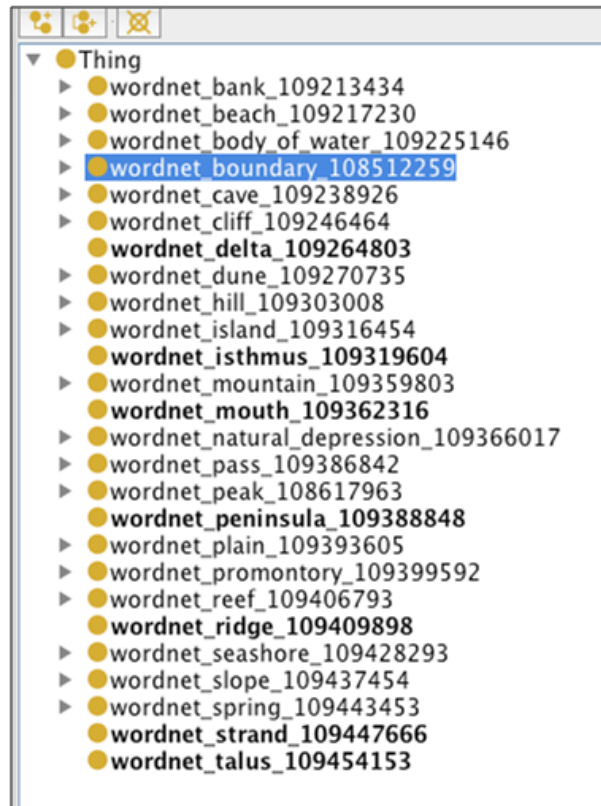 Thing
wordnet_bank_109213434
wordnet_beach_109217230
wordnet_body_of_water_109225146
wordnet_boundary_108512259
wordnet_cave_109238926
wordnet_cliff_109246464
wordnet_delta_109264803
wordnet_dune_109270735
wordnet_hill_109303008
wordnet_island_109316454
wordnet_isthmus_109319604
wordnet_mountain_109359803
wordnet_mouth_109362316
wordnet_natural_depression_109366017
wordnet_pass_109386842
wordnet_peak_108617963
wordnet_peninsula_109388848
wordnet_plain_109393605
wordnet_promontory_109399592
wordnet_reef_109406793
wordnet_ridge_109409898
wordnet_seashore_109428293
wordnet_slope_109437454
wordnet_spring_109443453
wordnet_strand_109447666
wordnet_talus_109454153